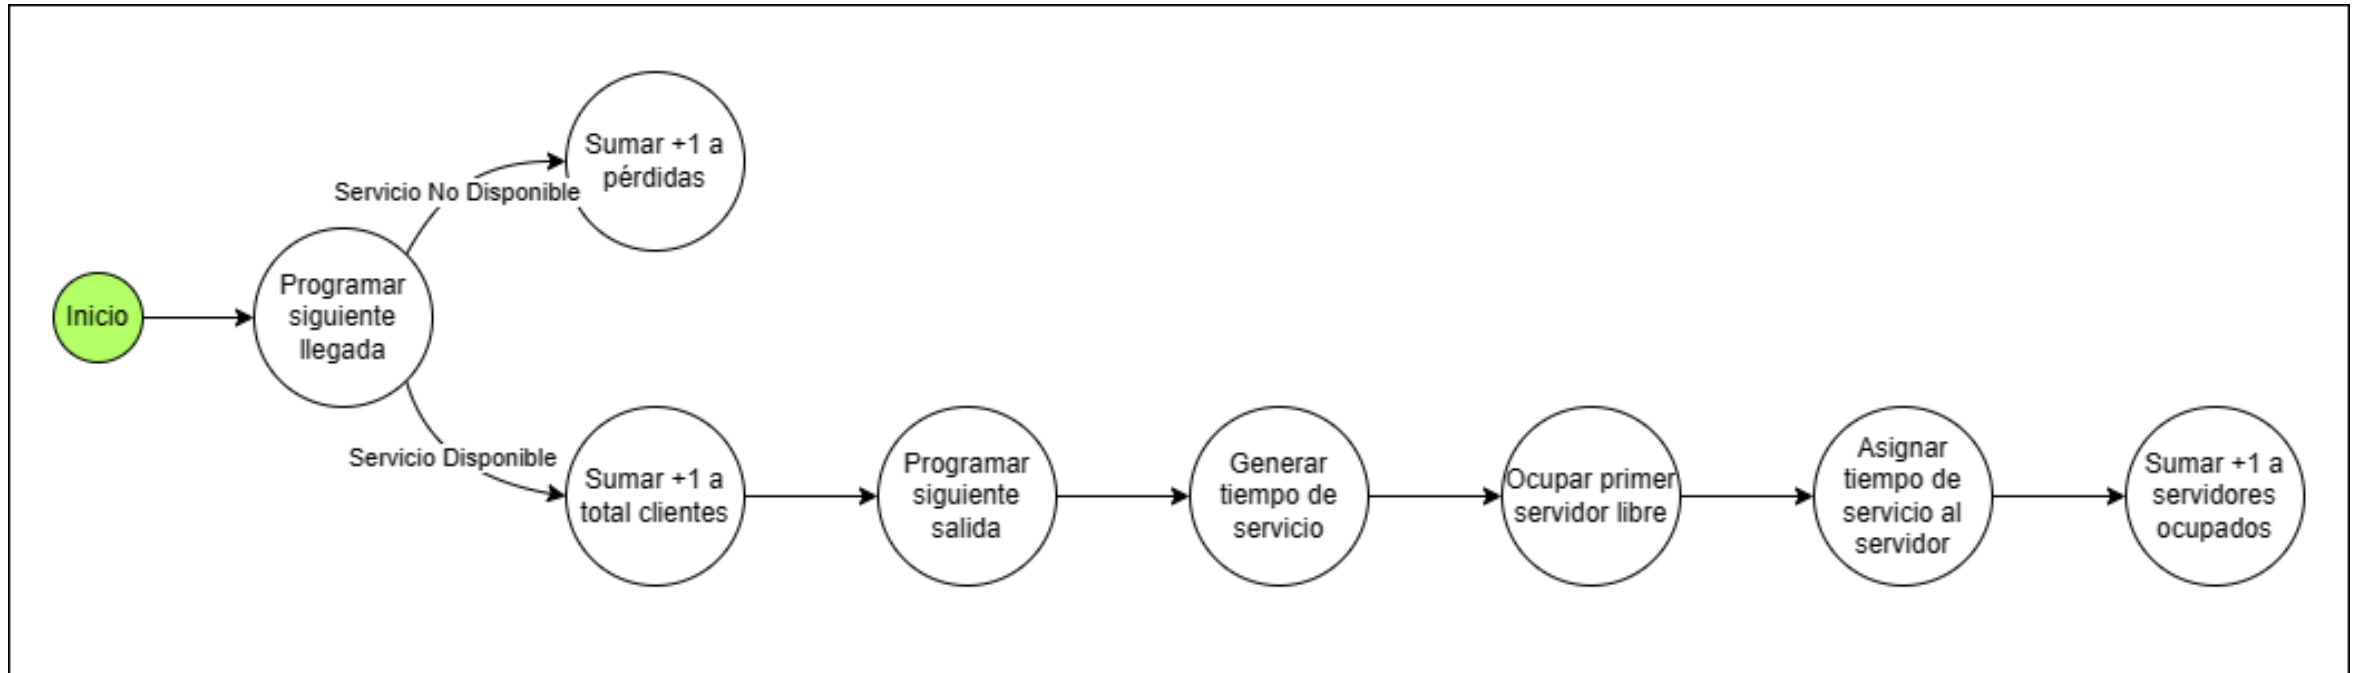 Inicio
Programar
siguiente
llegada
Servicio No Disponible
Sumar +1 a
pérdidas
Servicio Disponible
Sumar +1 a
total clientes
Programar
siguiente
salida
Generar
tiempo de
servicio
Ocupar primer
servidor libre
Asignar
tiempo de
servicio al
servidor
Sumar +1 a
servidores
ocupados